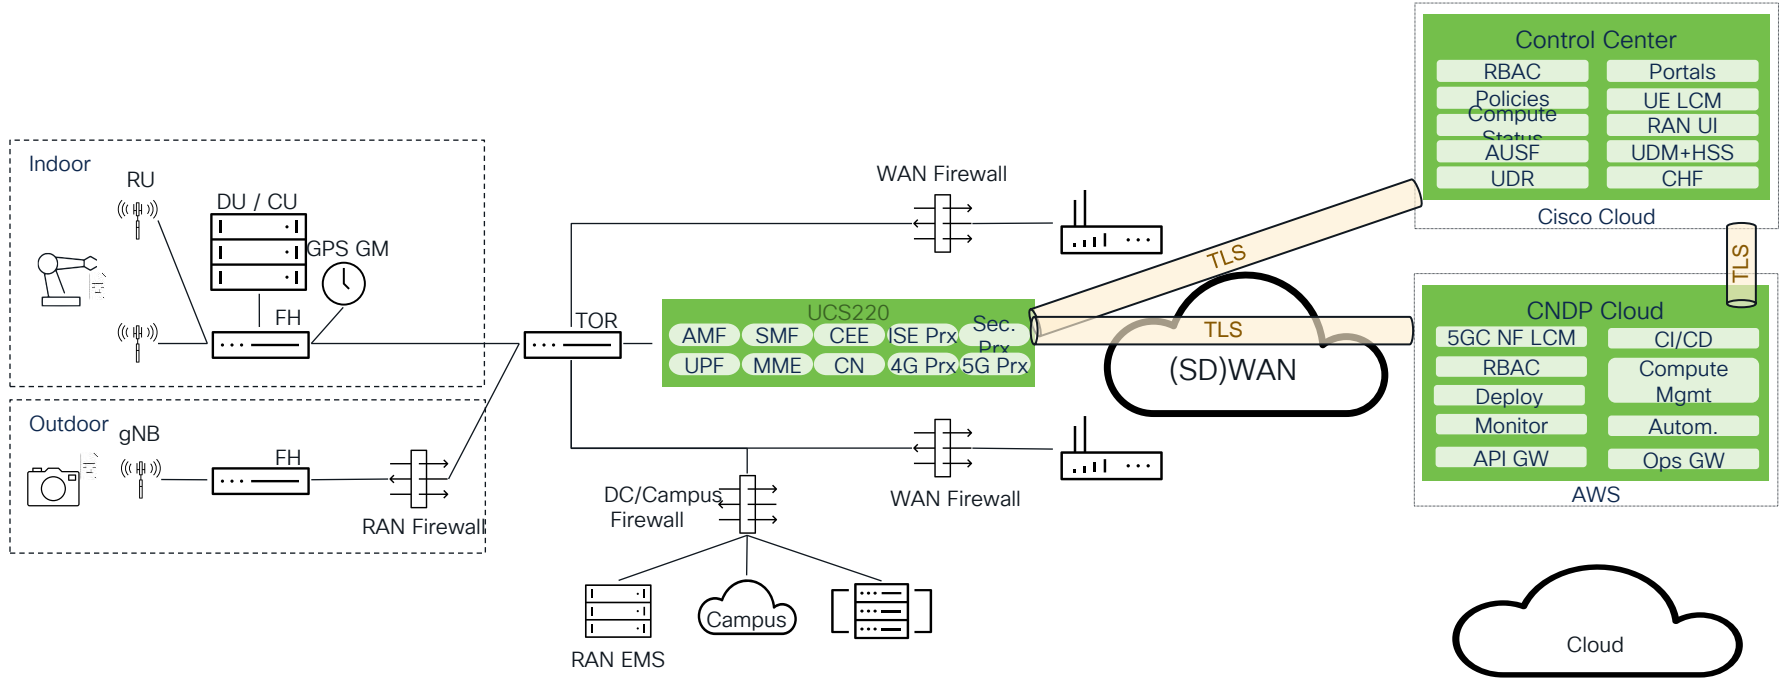 Indoor
RU
DU / CU
GPS GM
FH
Outdoor
gNB
FH
RAN Firewall
TOR
WAN Firewall
UCS220
AMF
SMF
CEE
ISE Prx
Sec.
Prx
UPF
MME
CN
4G Prx
5G Prx
WAN Firewall
DC/Campus
Firewall
RAN EMS
Campus
TLS
TLS
(SD)WAN
Control Center
RBAC
Portals
Policies
UE LCM
Compute
Status
RAN UI
AUSF
UDM+HSS
UDR
CHF
Cisco Cloud
TLS
CNDP Cloud
5GC NF LCM
CI/CD
RBAC
Compute
Mgmt
Deploy
Monitor
Autom.
API GW
Ops GW
AWS
Cloud